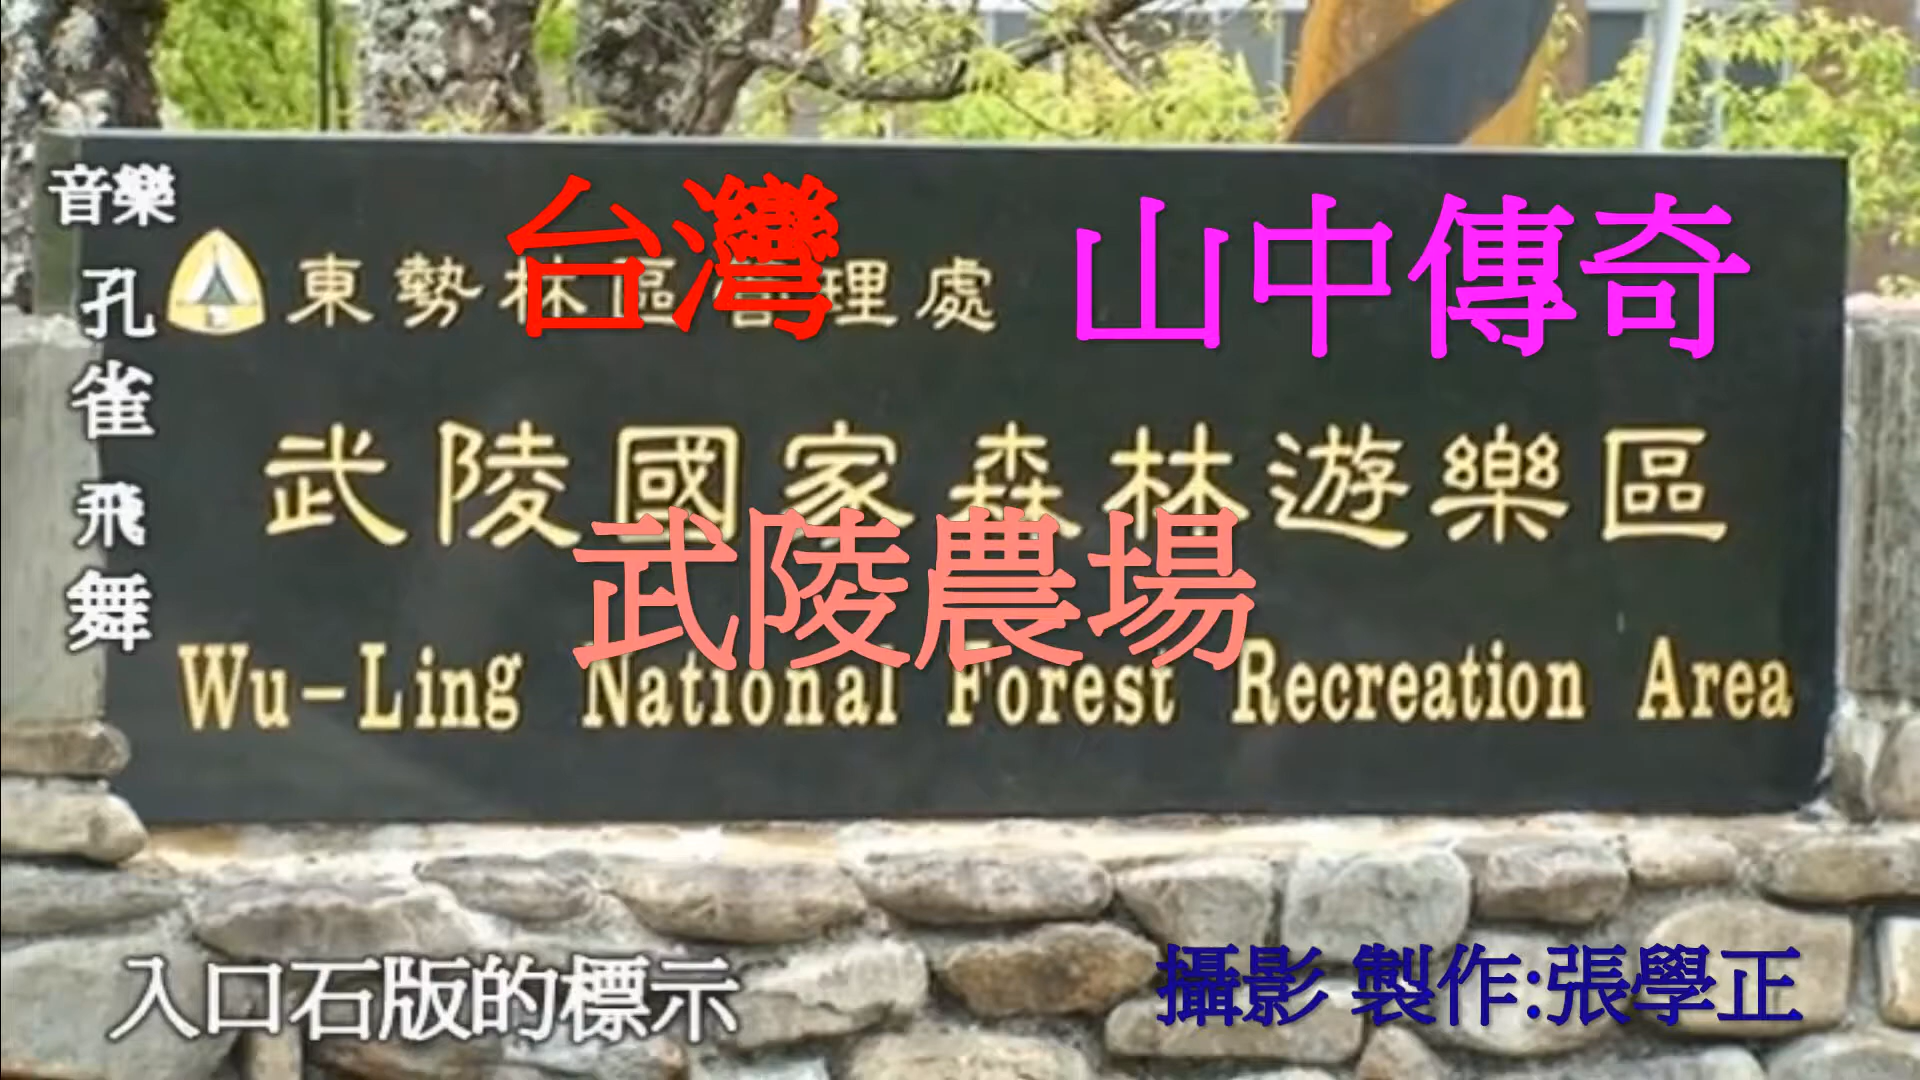 台灣 山中傳奇
音樂
孔雀飛舞
東勢林區管理處
武陵國家森林遊樂區
武陵農場
Wu-Ling National Forest Recreation Area
入口石版的標示
攝影 製作:張學正